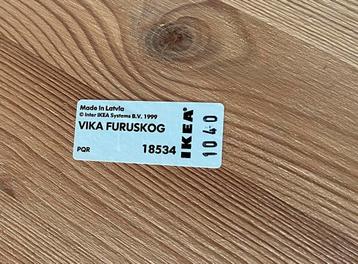 Made in Latvia
© Inter IKEA Systems B.V. 1999
VIKA FURUSKOG
PQR 18534
IKEA®
1040